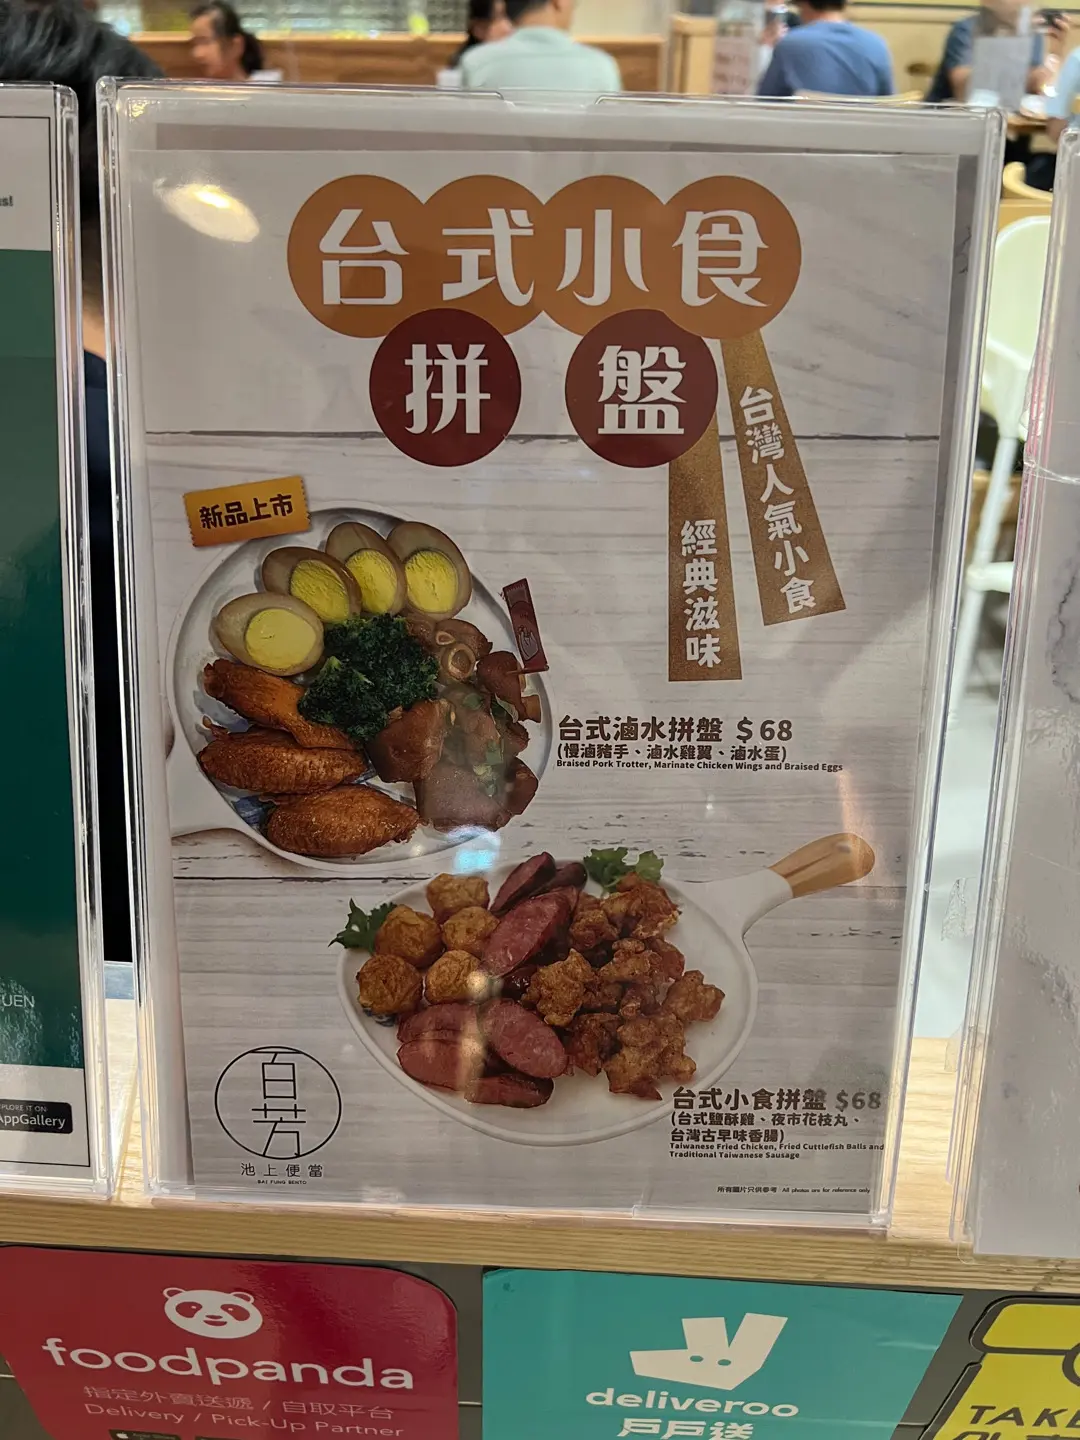 台式小食
拼盤
台灣人氣小食
經典滋味
新品上市
台式滷水拼盤 $68
(慢滷豬手、滷水雞翼、滷水蛋)
Braised Pork Trotter, Marinate Chicken Wings and Braised Eggs
台式小食拼盤 $68
(台式鹽酥雞、夜市花枝丸、
台灣古早味香腸)
Taiwanese Fried Chicken, Fried Cuttlefish Balls and
Traditional Taiwanese Sausage
百芳
池上便當
BAI FUNG BENTO
所有圖片只供參考 All photos are for reference only
UEN
EXPLORE IT ON
AppGallery
foodpanda
指定外賣送遞 / 自取平台
Delivery / Pick-Up Partner
deliveroo
戶戶送
TAKE